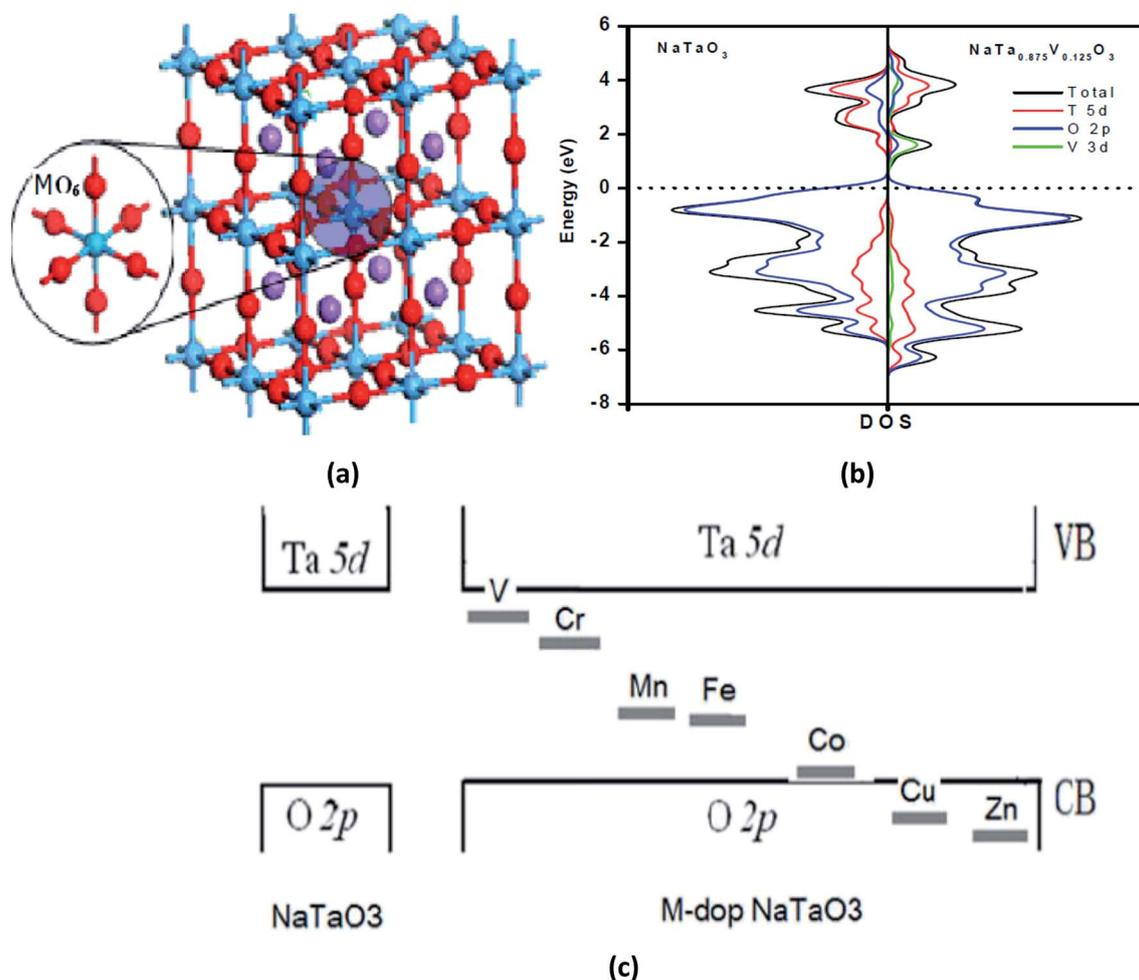 MO₆
(a)
6
4
2
0
-2
-4
-6
-8
Energy (eV)
NaTaO₃
NaTa₀.₈₇₅V₀.₁₂₅O₃
Total
T 5d
O 2p
V 3d
DOS
(b)
Ta 5d
Ta 5d
VB
V
Cr
Mn
Fe
Co
Cu
Zn
O 2p
O 2p
CB
NaTaO3
M-dop NaTaO3
(c)